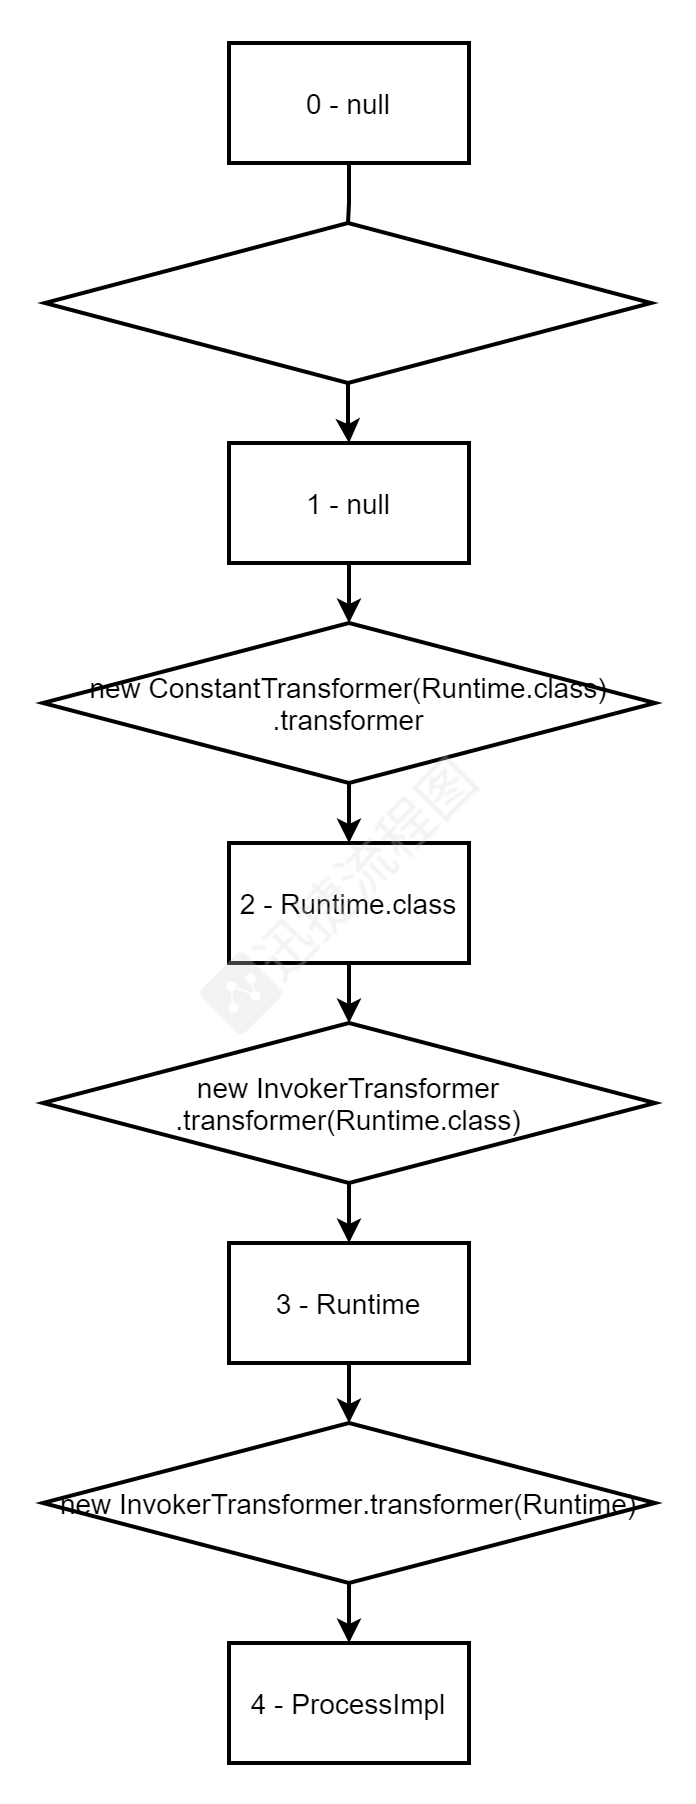 0 - null
1 - null
new ConstantTransformer(Runtime.class)
.transformer
2 - Runtime.class
迅捷流程图
new InvokerTransformer
.transformer(Runtime.class)
3 - Runtime
new InvokerTransformer.transformer(Runtime)
4 - ProcessImpl